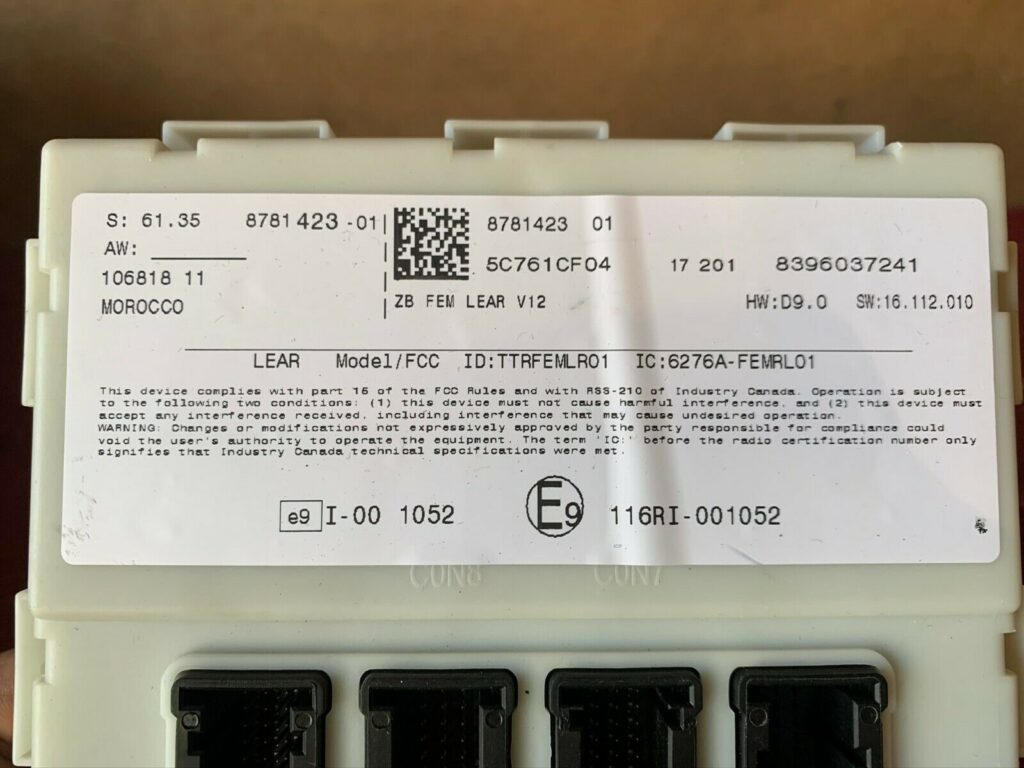 S: 61.35 8781423-01
AW:
106818 11
MOROCCO
8781423 01
5C761CF04 17 201 8396037241
ZB FEM LEAR V12 HW:D9.0 SW:16.112.010
LEAR Model/FCC ID:TTRFEMLR01 IC:6276A-FEMRL01
This device complies with part 15 of the FCC Rules and with RSS-210 of Industry Canada. Operation is subject
to the following two conditions: (1) this device must not cause harmful interference, and (2) this device must
accept any interference received, including interference that may cause undesired operation.
WARNING: Changes or modifications not expressively approved by the party responsible for compliance could
void the user's authority to operate the equipment. The term 'IC:' before the radio certification number only
signifies that Industry Canada technical specifications were met.
e9 I-00 1052 E9 116RI-001052
CON8 CON7